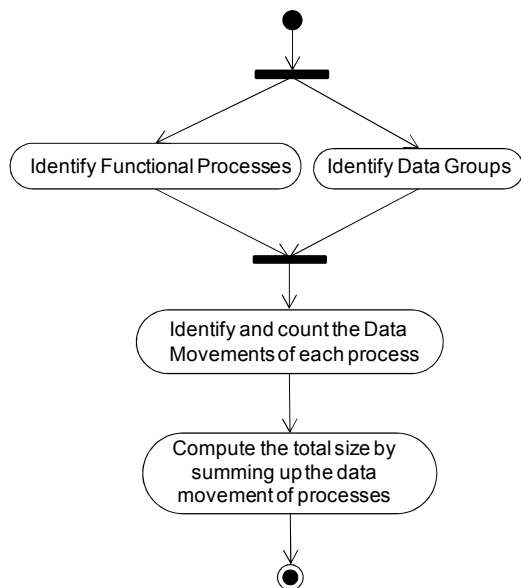 Identify Functional Processes
Identify Data Groups
Identify and count the Data
Movements of each process
Compute the total size by
summing up the data
movement of processes